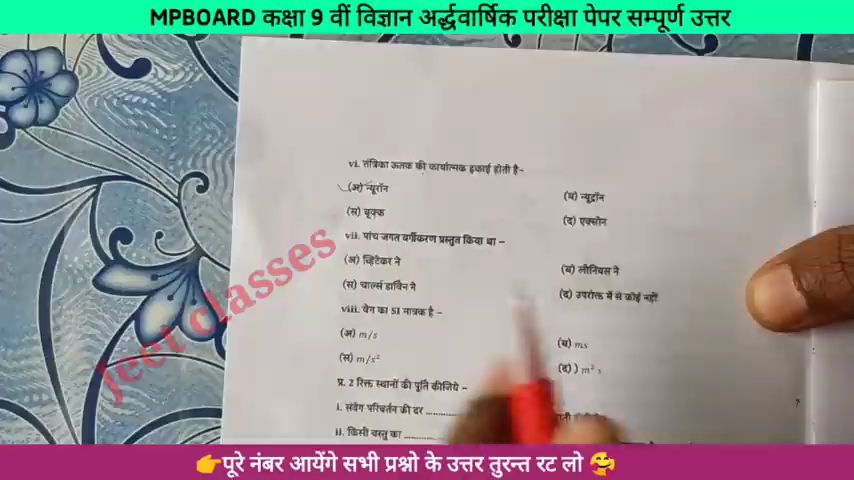 MPBOARD कक्षा 9 वीं विज्ञान अर्द्धवार्षिक परीक्षा पेपर सम्पूर्ण उत्तर
vi. तंत्रिका ऊतक की कार्यात्मक इकाई होती है-
(अ) न्यूरॉन
(ब) न्यूट्रॉन
(स) वृक्क
(द) एक्सोन
vii. पांच जगत वर्गीकरण प्रस्तुत किया था –
(अ) व्हिटेकर ने
(ब) लीनियस ने
(स) चार्ल्स डार्विन ने
(द) उपरोक्त में से कोई नहीं
viii. वेग का SI मात्रक है –
(अ) m/s
(ब) ms
(स) m/s²
(द) ) m² s
प्र. 2 रिक्त स्थानों की पूर्ति कीजिये –
i. संवेग परिवर्तन की दर ............
?
ii. किसी वस्तु का ............
jeet classes
👉पूरे नंबर आयेंगे सभी प्रश्नो के उत्तर तुरन्त रट लो 🥰